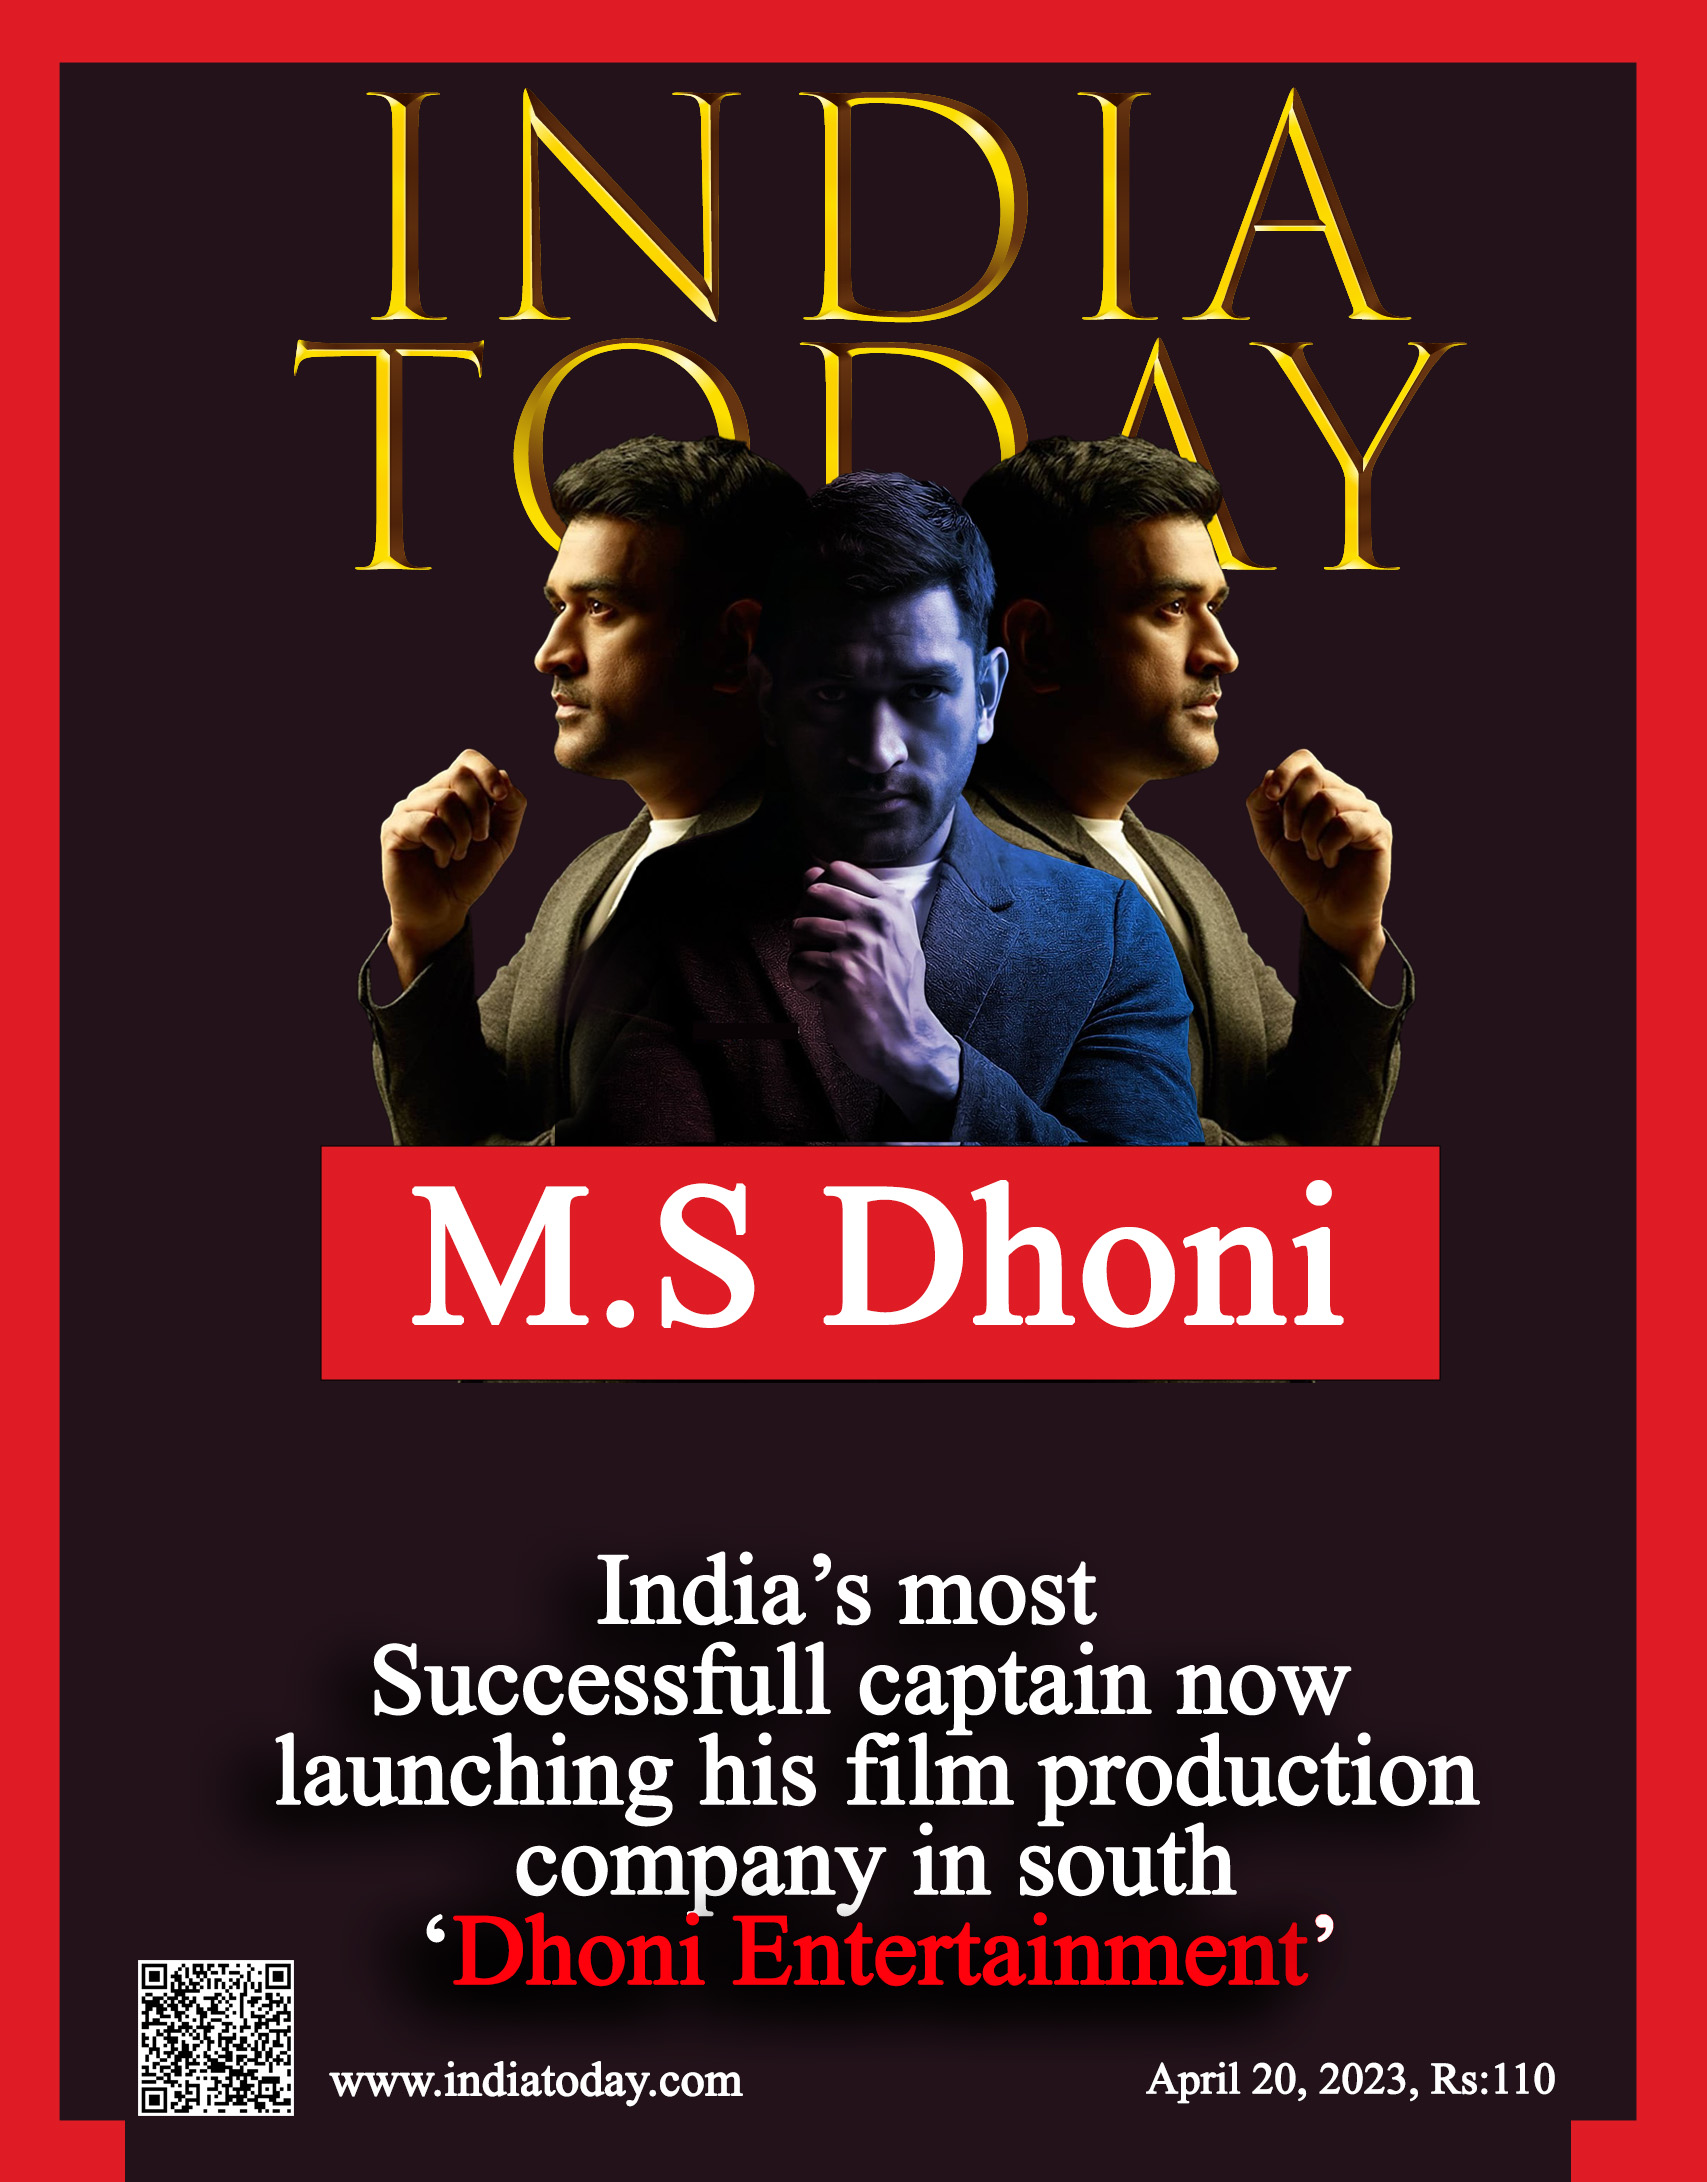 INDIA
TODAY
M.S Dhoni
India’s most
Successfull captain now
launching his film production
company in south
‘Dhoni Entertainment’
www.indiatoday.com
April 20, 2023, Rs:110